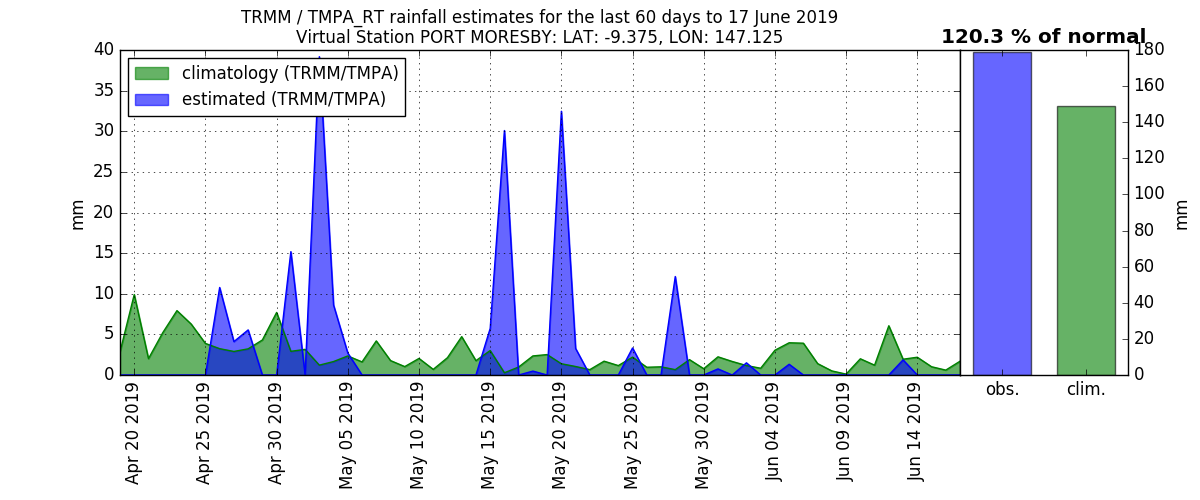 TRMM / TMPA_RT rainfall estimates for the last 60 days to 17 June 2019
Virtual Station PORT MORESBY: LAT: -9.375, LON: 147.125
120.3 % of normal
climatology (TRMM/TMPA)
estimated (TRMM/TMPA)
40
35
30
25
20
15
10
5
0
mm
Apr 20 2019
Apr 25 2019
Apr 30 2019
May 05 2019
May 10 2019
May 15 2019
May 20 2019
May 25 2019
May 30 2019
Jun 04 2019
Jun 09 2019
Jun 14 2019
obs.
clim.
180
160
140
120
100
80
60
40
20
0
mm